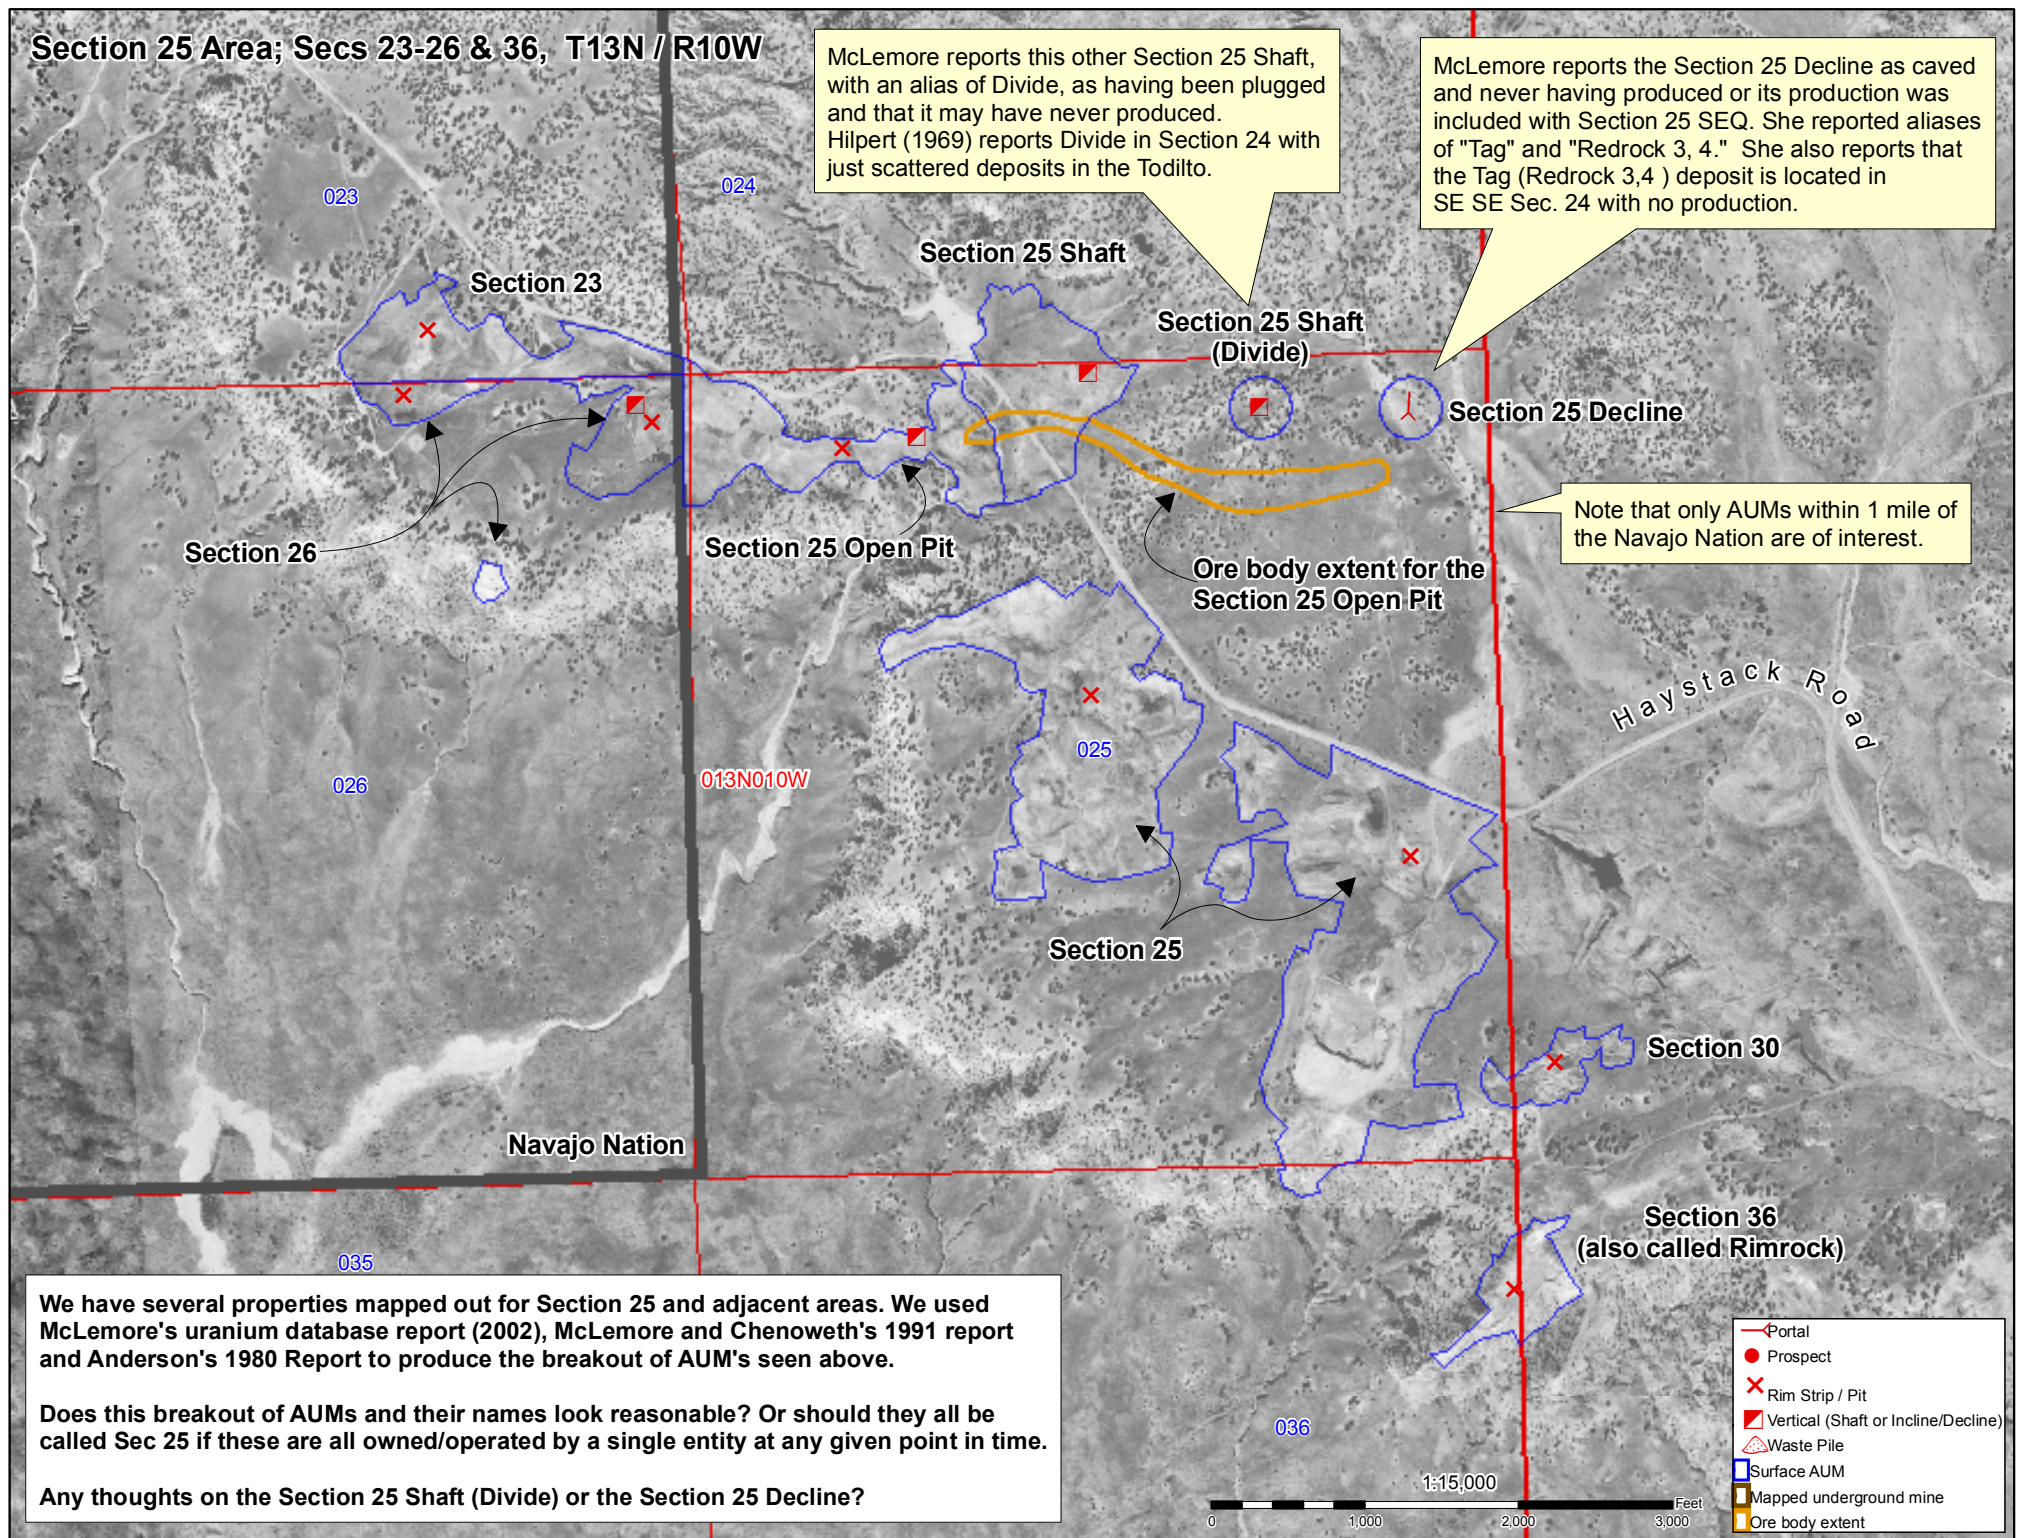 Section 25 Area; Secs 23-26 & 36, T13N / R10W
McLemore reports this other Section 25 Shaft,
with an alias of Divide, as having been plugged
and that it may have never produced.
Hilpert (1969) reports Divide in Section 24 with
just scattered deposits in the Todilto.
McLemore reports the Section 25 Decline as caved
and never having produced or its production was
included with Section 25 SEQ. She reported aliases
of "Tag" and "Redrock 3, 4." She also reports that
the Tag (Redrock 3,4 ) deposit is located in
SE SE Sec. 24 with no production.
023
024
Section 23
Section 25 Shaft
Section 25 Shaft
(Divide)
Section 25 Decline
Note that only AUMs within 1 mile of
the Navajo Nation are of interest.
Section 26
Section 25 Open Pit
Ore body extent for the
Section 25 Open Pit
Haystack Road
025
026
013N010W
Section 25
Section 30
Navajo Nation
Section 36
(also called Rimrock)
035
036
We have several properties mapped out for Section 25 and adjacent areas. We used
McLemore's uranium database report (2002), McLemore and Chenoweth's 1991 report
and Anderson's 1980 Report to produce the breakout of AUM's seen above.
Does this breakout of AUMs and their names look reasonable? Or should they all be
called Sec 25 if these are all owned/operated by a single entity at any given point in time.
Any thoughts on the Section 25 Shaft (Divide) or the Section 25 Decline?
1:15,000
Feet
0 1,000 2,000 3,000
Portal
Prospect
Rim Strip / Pit
Vertical (Shaft or Incline/Decline)
Waste Pile
Surface AUM
Mapped underground mine
Ore body extent